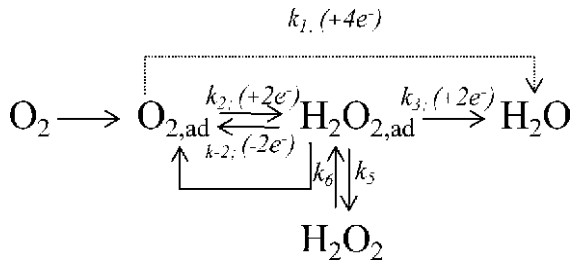 k1, (+4e-)
k2; (+2e-) k3; (+2e-)
O2 O2,ad H2O2,ad H2O
k-2; (-2e-)
k6 k5
H2O2